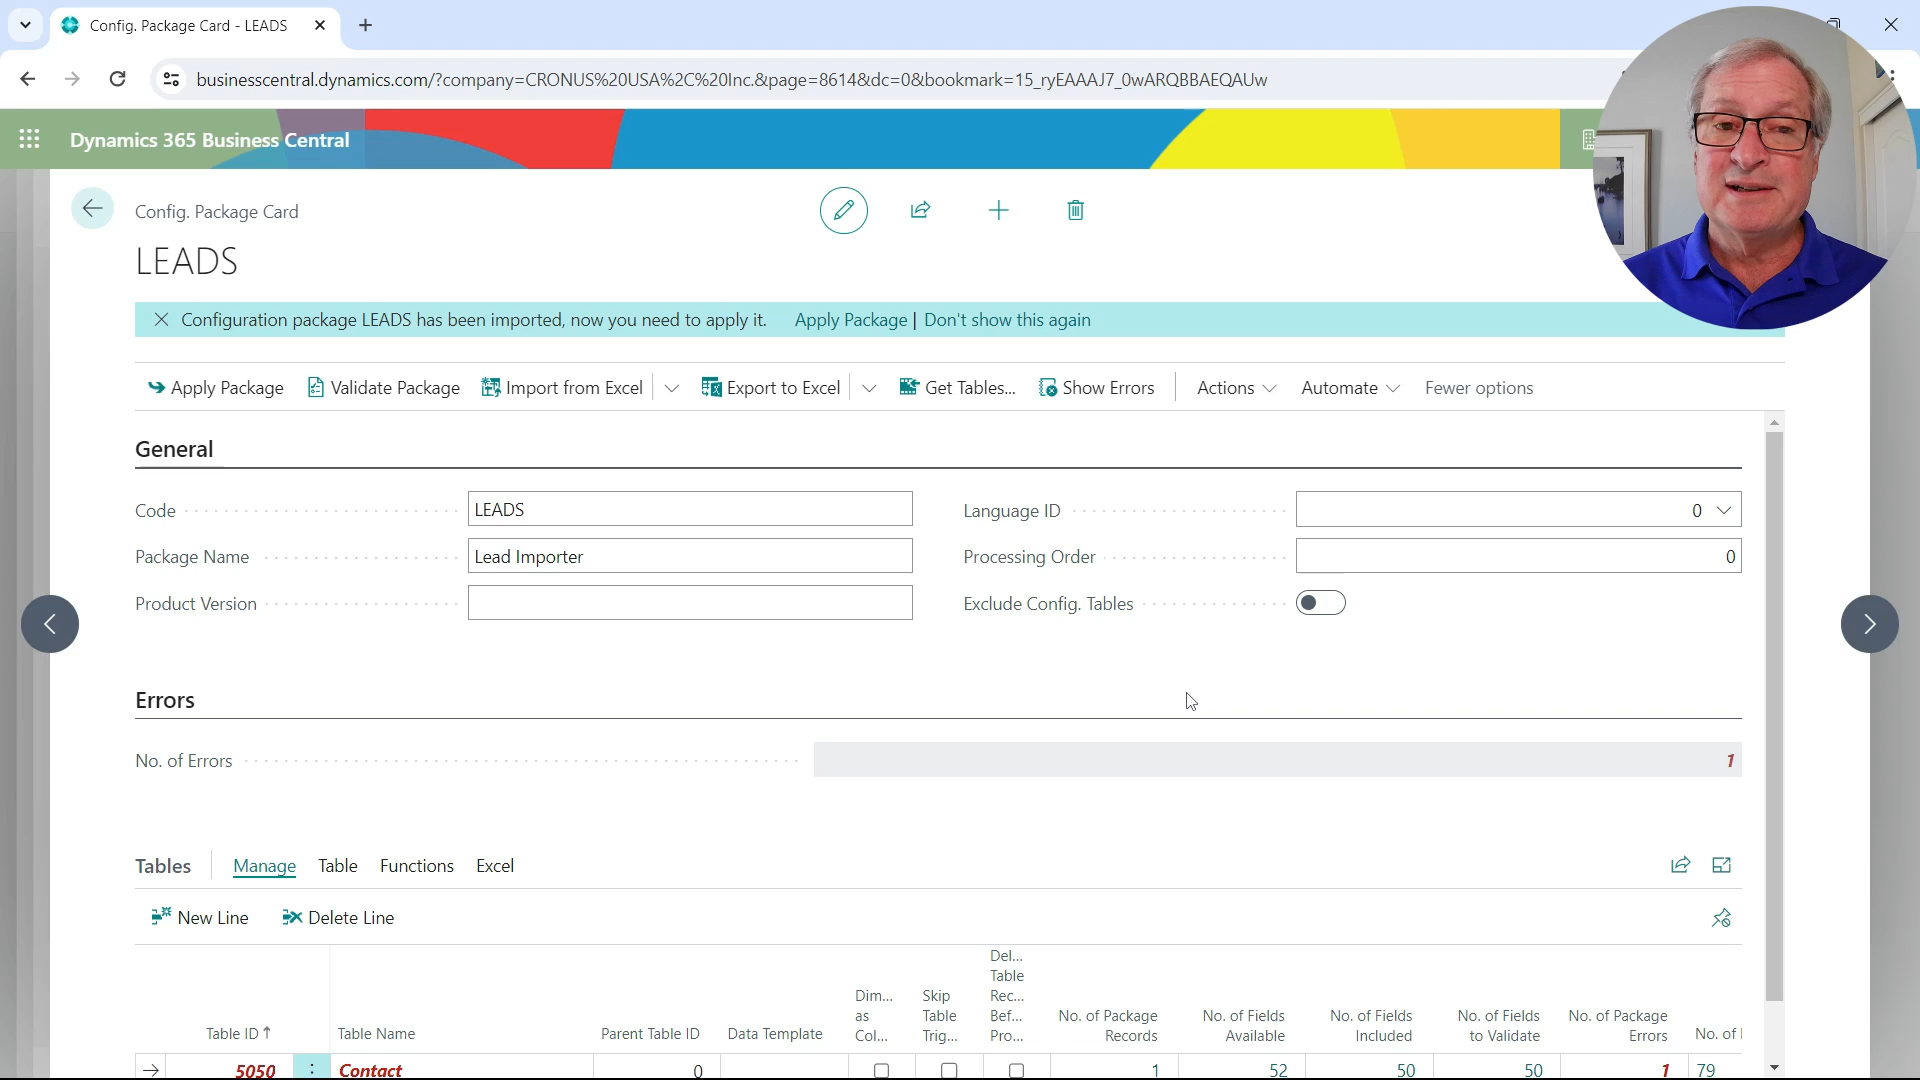 Config. Package Card - LEADS
businesscentral.dynamics.com/?company=CRONUS%20USA%2C%20Inc.&page=8614&dc=0&bookmark=15_ryEAAAJ7_0wARQBBAEQAUw
Dynamics 365 Business Central
Config. Package Card
LEADS
Configuration package LEADS has been imported, now you need to apply it. Apply Package | Don't show this again
Apply Package Validate Package Import from Excel Export to Excel Get Tables... Show Errors Actions Automate Fewer options
General
Code LEADS Language ID 0
Package Name Lead Importer Processing Order 0
Product Version Exclude Config. Tables
Errors
No. of Errors 1
Tables Manage Table Functions Excel
New Line Delete Line
Del...
Table
Dim... Skip Rec...
as Table Bef... No. of Package No. of Fields No. of Fields No. of Fields No. of Package
Table ID ↑ Table Name Parent Table ID Data Template Col... Trig... Pro... Records Available Included to Validate Errors No. of
5050 Contact 0 1 52 50 50 1 79